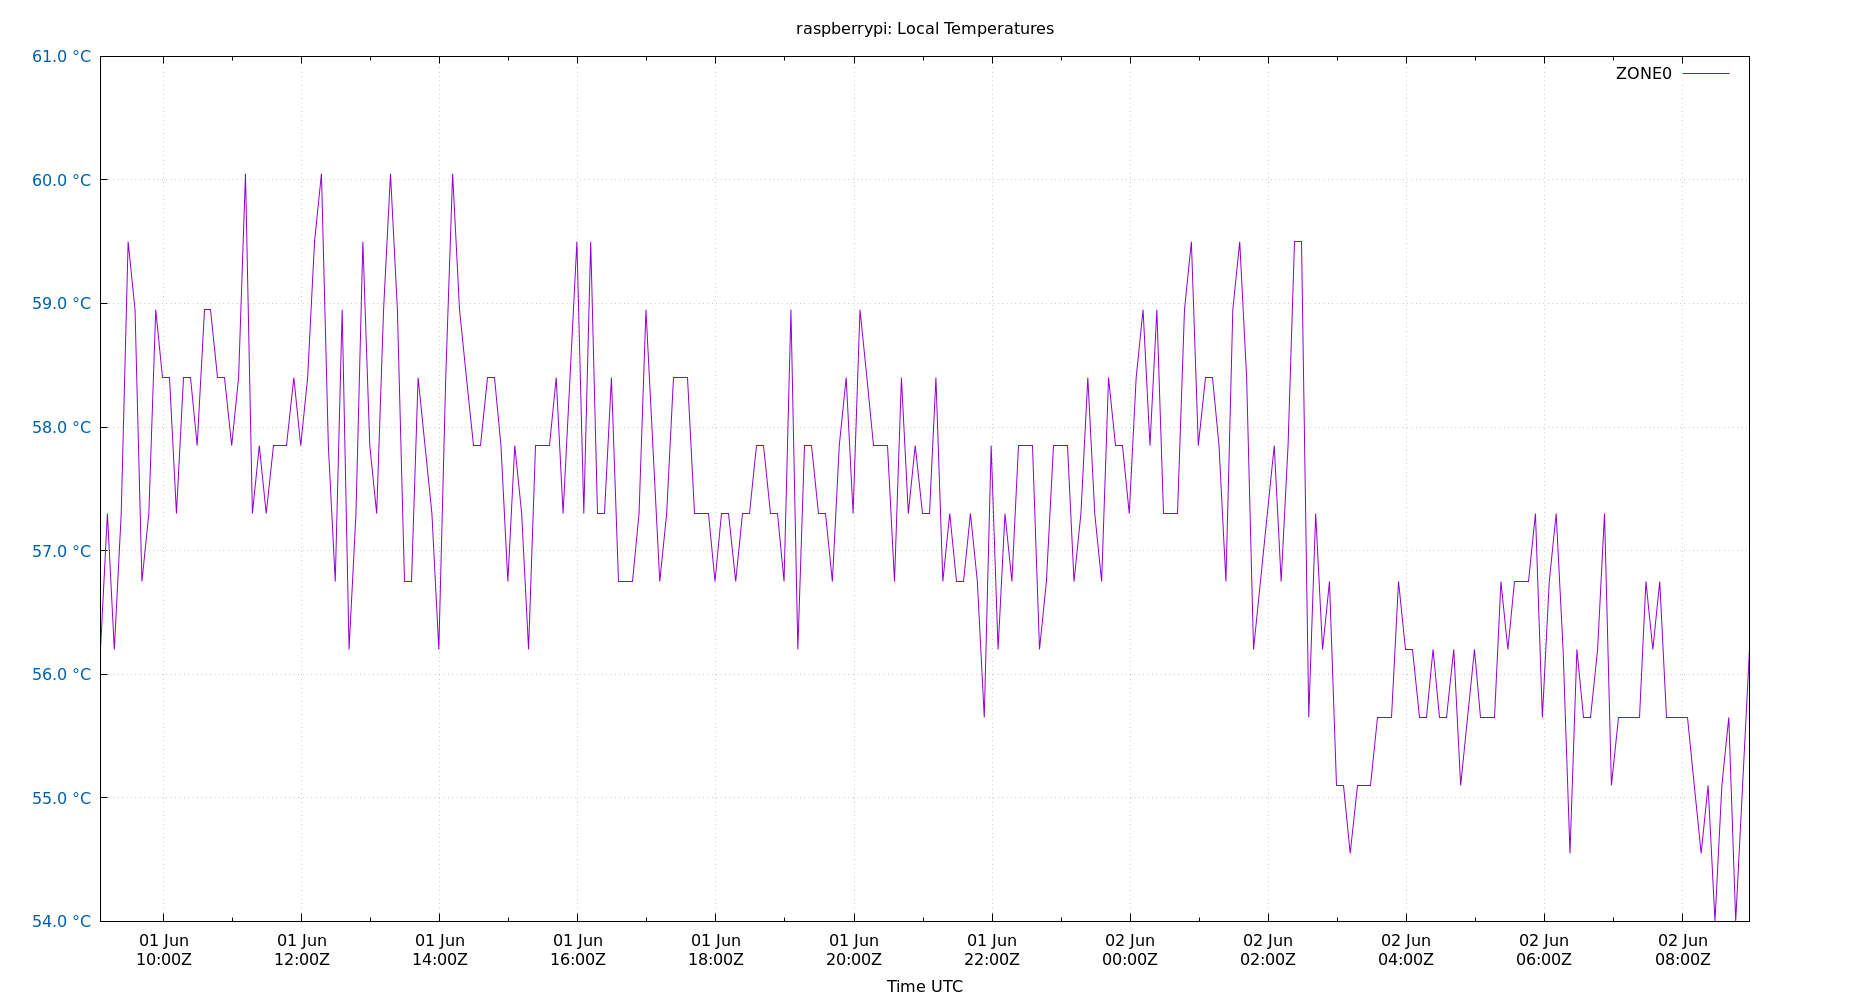 raspberrypi: Local Temperatures
61.0 °C
ZONE0
60.0 °C
59.0 °C
58.0 °C
57.0 °C
56.0 °C
55.0 °C
54.0 °C
01 Jun 01 Jun 01 Jun 01 Jun 01 Jun 01 Jun 01 Jun 02 Jun 02 Jun 02 Jun 02 Jun 02 Jun
10:00Z 12:00Z 14:00Z 16:00Z 18:00Z 20:00Z 22:00Z 00:00Z 02:00Z 04:00Z 06:00Z 08:00Z
Time UTC